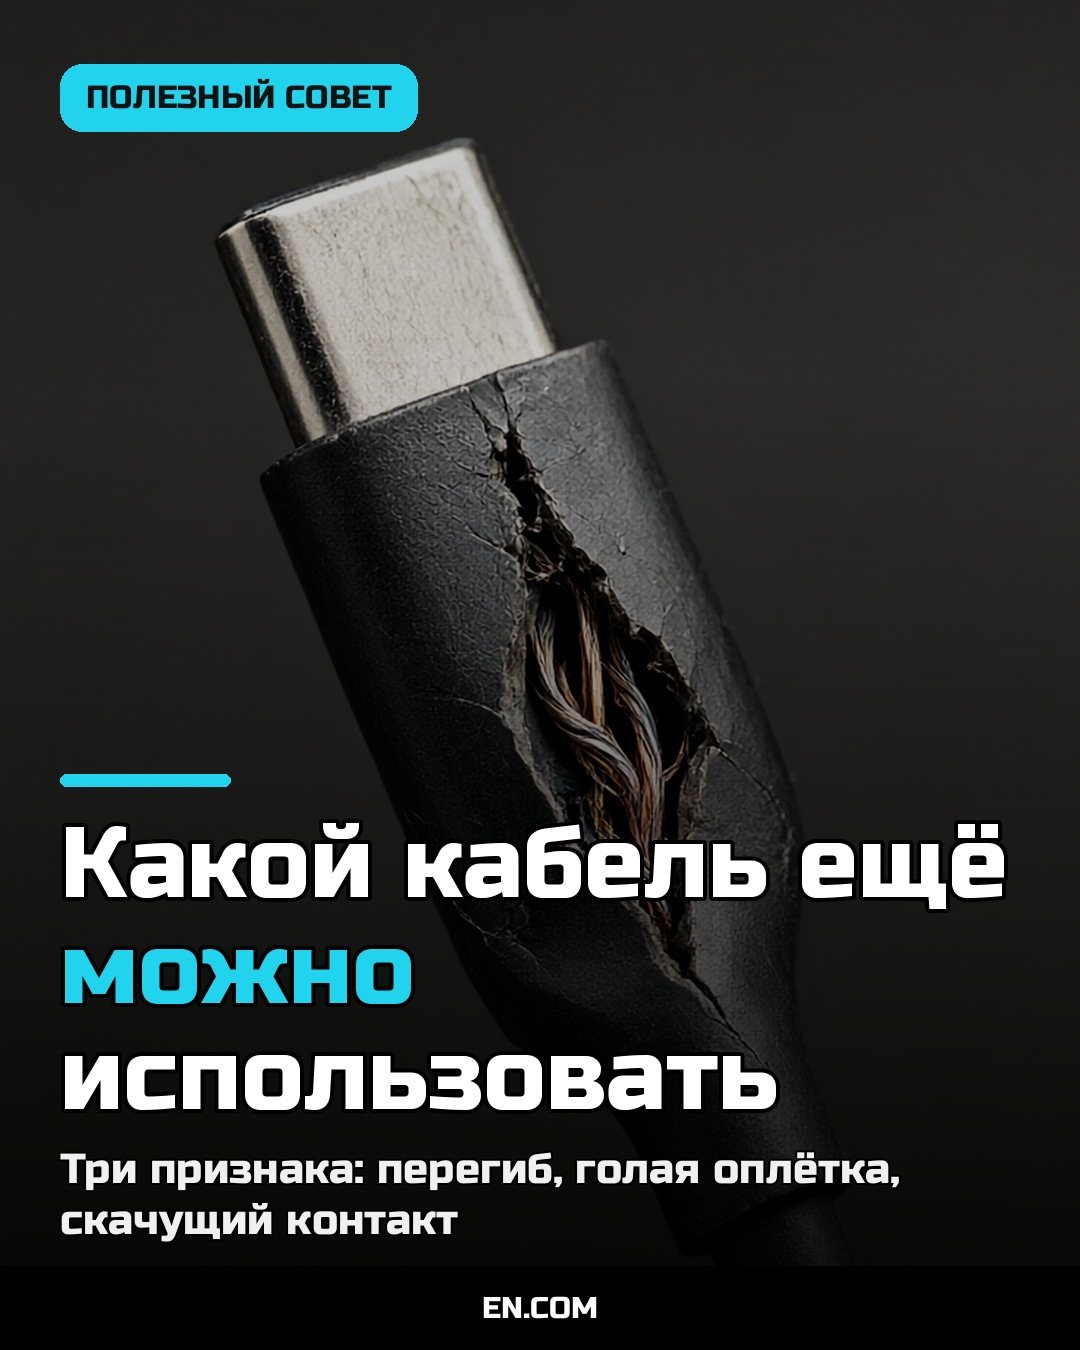 ПОЛЕЗНЫЙ СОВЕТ
Какой кабель ещё
можно
использовать
Три признака: перегиб, голая оплётка,
скачущий контакт
EN.COM